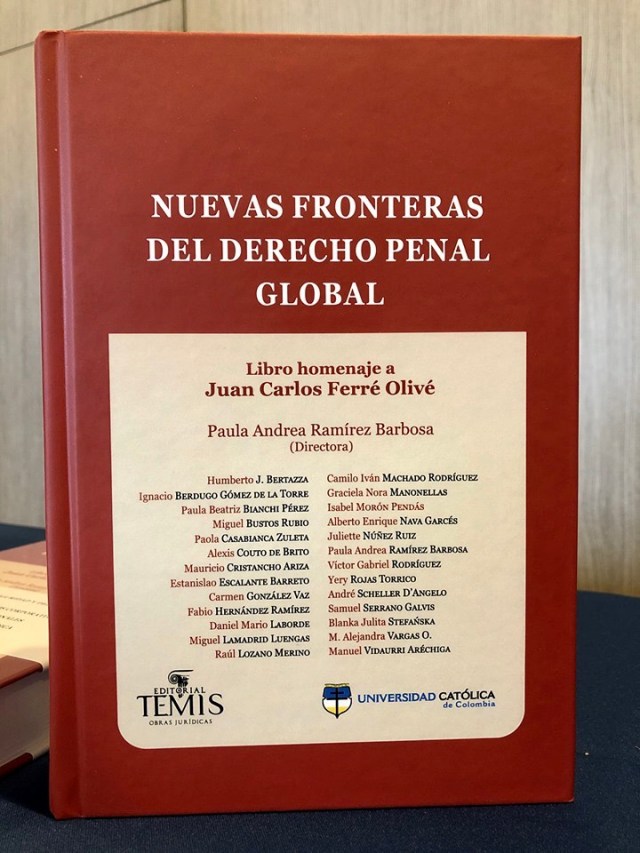 NUEVAS FRONTERAS
DEL DERECHO PENAL
GLOBAL
Libro homenaje a
Juan Carlos Ferré Olivé
Paula Andrea Ramírez Barbosa
(Directora)
Humberto J. BERTAZZA
Ignacio BERDUGO GÓMEZ DE LA TORRE
Paula Beatriz BIANCHI PÉREZ
Miguel BUSTOS RUBIO
Paola CASABIANCA ZULETA
Alexis COUTO DE BRITO
Mauricio CRISTANCHO ARIZA
Estanislao ESCALANTE BARRETO
Carmen GONZÁLEZ VAZ
Fabio HERNÁNDEZ RAMÍREZ
Daniel Mario LABORDE
Miguel LAMADRID LUENGAS
Raúl LOZANO MERINO
Camilo Iván MACHADO RODRÍGUEZ
Graciela Nora MANONELLAS
Isabel MORÓN PENDÁS
Alberto Enrique NAVA GARCÉS
Juliette NÚÑEZ RUIZ
Paula Andrea RAMÍREZ BARBOSA
Víctor Gabriel RODRÍGUEZ
Yery ROJAS TORRICO
André SCHELLER D'ANGELO
Samuel SERRANO GALVIS
Blanka Julita STEFAŃSKA
M. Alejandra VARGAS O.
Manuel VIDAURRI ARÉCHIGA
EDITORIAL
TEMIS
OBRAS JURÍDICAS
UNIVERSIDAD CATÓLICA
de Colombia